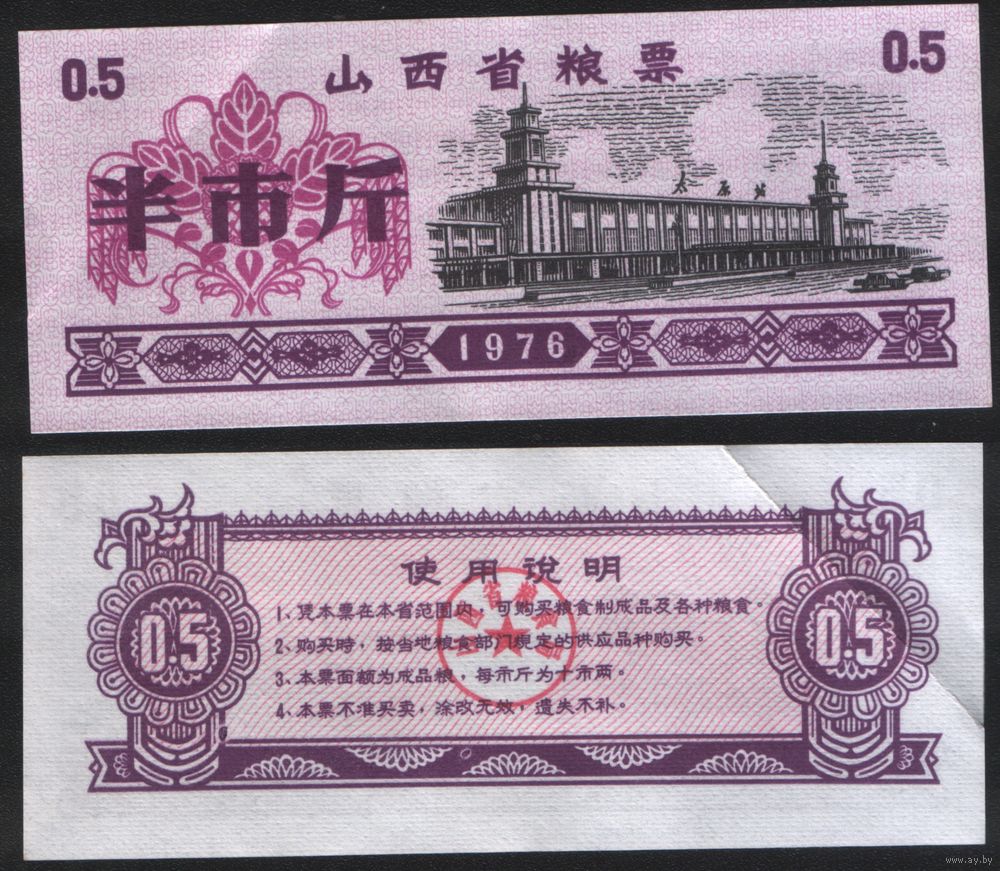 0.5
山西省粮票
0.5
半市斤
太原站
1976
使用说明
1、凭本票在本省范围内，可购买粮食制成品及各种粮食。
2、购买时，按当地粮食部门规定的供应品种购买。
3、本票面额为成品粮，每市斤为十市两。
4、本票不准买卖，涂改无效，遗失不补。
0.5
0.5
www.ay.by